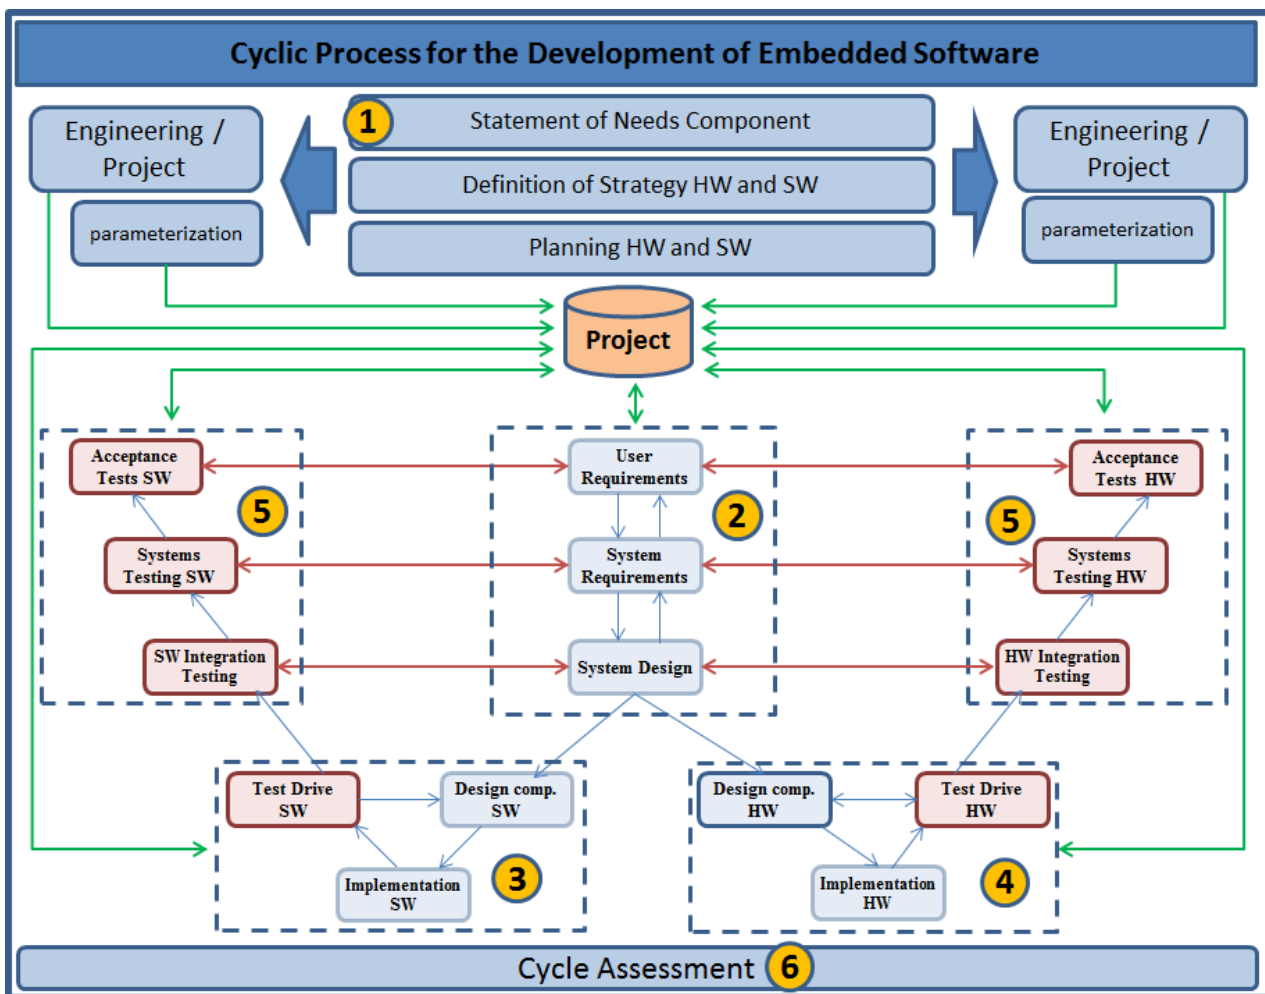 Cyclic Process for the Development of Embedded Software
Engineering /
Project
parameterization
1
Statement of Needs Component
Definition of Strategy HW and SW
Planning HW and SW
Engineering /
Project
parameterization
Project
Acceptance
Tests SW
5
Systems
Testing SW
SW Integration
Testing
User
Requirements
2
System
Requirements
System Design
Acceptance
Tests HW
5
Systems
Testing HW
HW Integration
Testing
Test Drive
SW
Design comp.
SW
Implementation
SW
3
Design comp.
HW
Test Drive
HW
Implementation
HW
4
Cycle Assessment
6